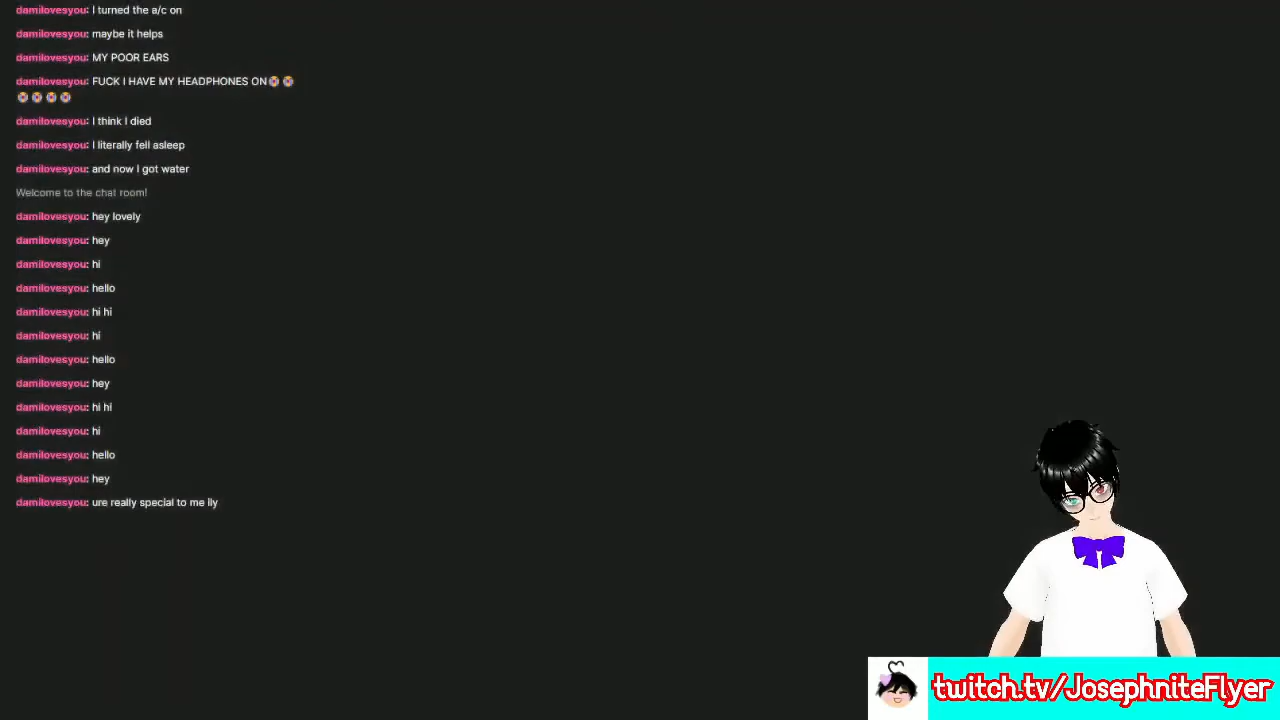 damilovesyou: I turned the a/c on
damilovesyou: maybe it helps
damilovesyou: MY POOR EARS
damilovesyou: FUCK I HAVE MY HEADPHONES ON
damilovesyou: I think I died
damilovesyou: I literally fell asleep
damilovesyou: and now I got water
Welcome to the chat room!
damilovesyou: hey lovely
damilovesyou: hey
damilovesyou: hi
damilovesyou: hello
damilovesyou: hi hi
damilovesyou: hi
damilovesyou: hello
damilovesyou: hey
damilovesyou: hi hi
damilovesyou: hi
damilovesyou: hello
damilovesyou: hey
damilovesyou: ure really special to me ily
twitch.tv/JosephniteFlyer